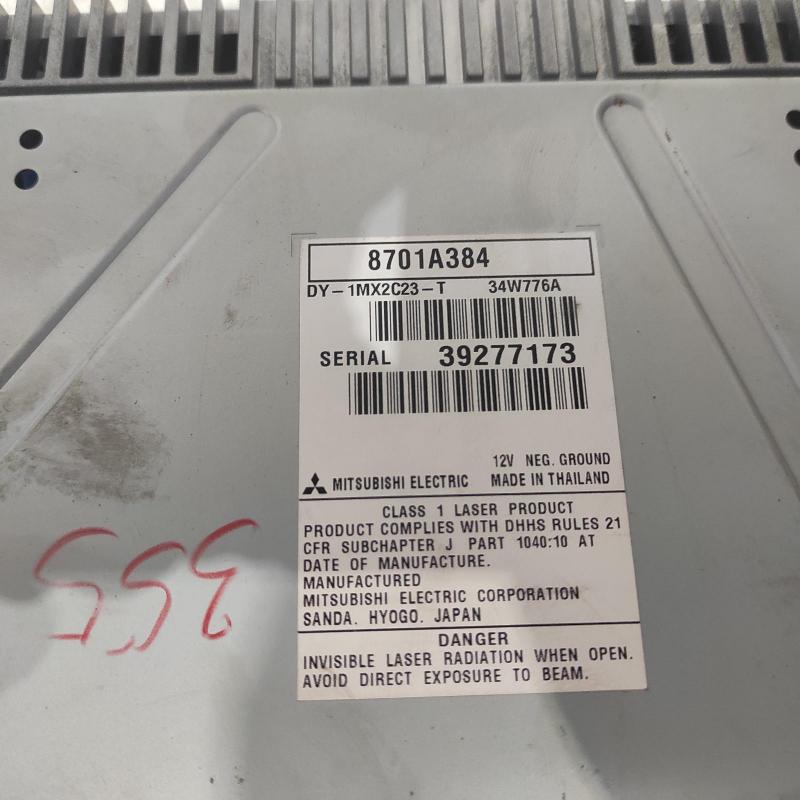 8701A384
DY-1MX2C23-T 34W776A
SERIAL 39277173
12V NEG. GROUND
MITSUBISHI ELECTRIC MADE IN THAILAND
CLASS 1 LASER PRODUCT
PRODUCT COMPLIES WITH DHHS RULES 21
CFR SUBCHAPTER J PART 1040:10 AT
DATE OF MANUFACTURE.
MANUFACTURED
MITSUBISHI ELECTRIC CORPORATION
SANDA. HYOGO. JAPAN
DANGER
INVISIBLE LASER RADIATION WHEN OPEN.
AVOID DIRECT EXPOSURE TO BEAM.